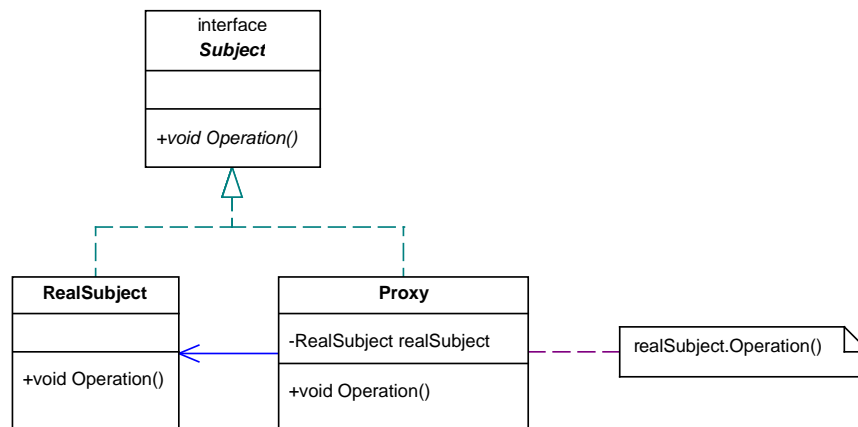 interface
Subject
+void Operation()
RealSubject
+void Operation()
Proxy
-RealSubject realSubject
+void Operation()
realSubject.Operation()